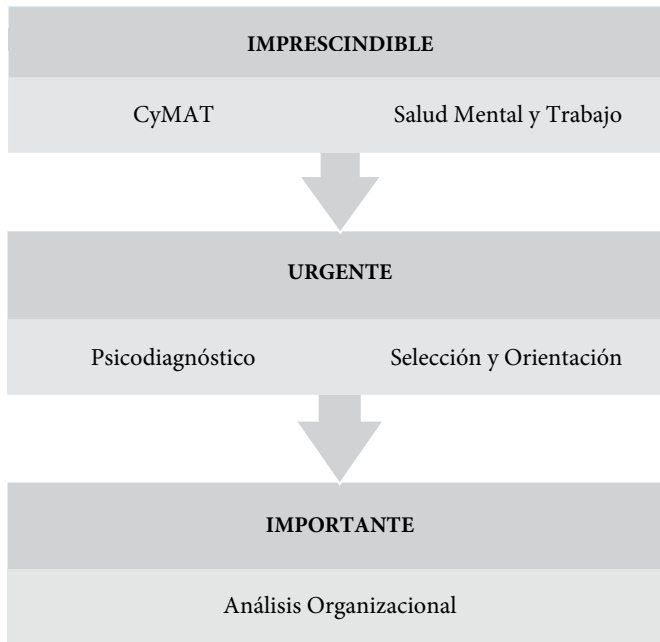 IMPRESCINDIBLE
CyMAT Salud Mental y Trabajo
URGENTE
Psicodiagnóstico Selección y Orientación
IMPORTANTE
Análisis Organizacional